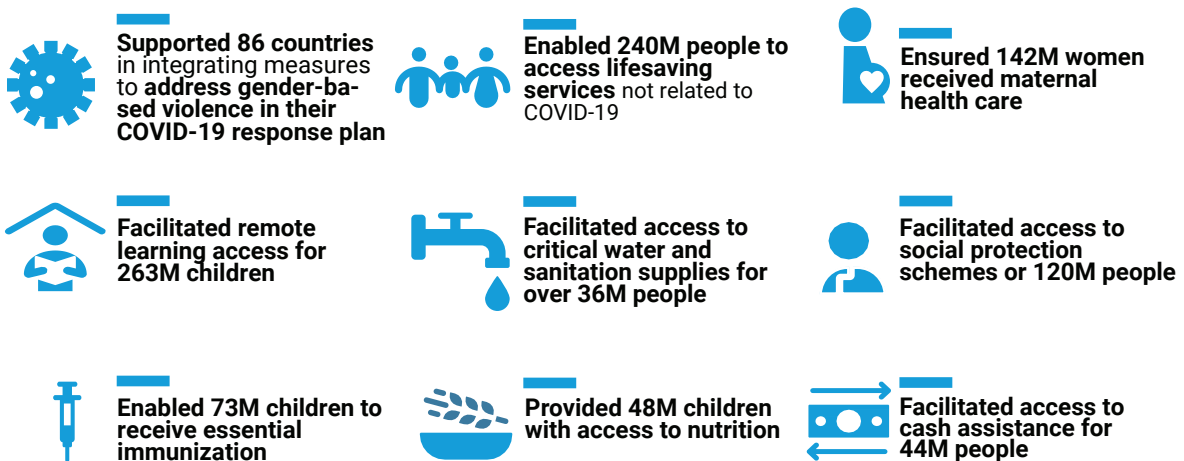 Supported 86 countries
in integrating measures
to address gender-ba-
sed violence in their
COVID-19 response plan
Enabled 240M people to
access lifesaving
services not related to
COVID-19
Ensured 142M women
received maternal
health care
Facilitated remote
learning access for
263M children
Facilitated access to
critical water and
sanitation supplies for
over 36M people
Facilitated access to
social protection
schemes or 120M people
Enabled 73M children to
receive essential
immunization
Provided 48M children
with access to nutrition
Facilitated access to
cash assistance for
44M people